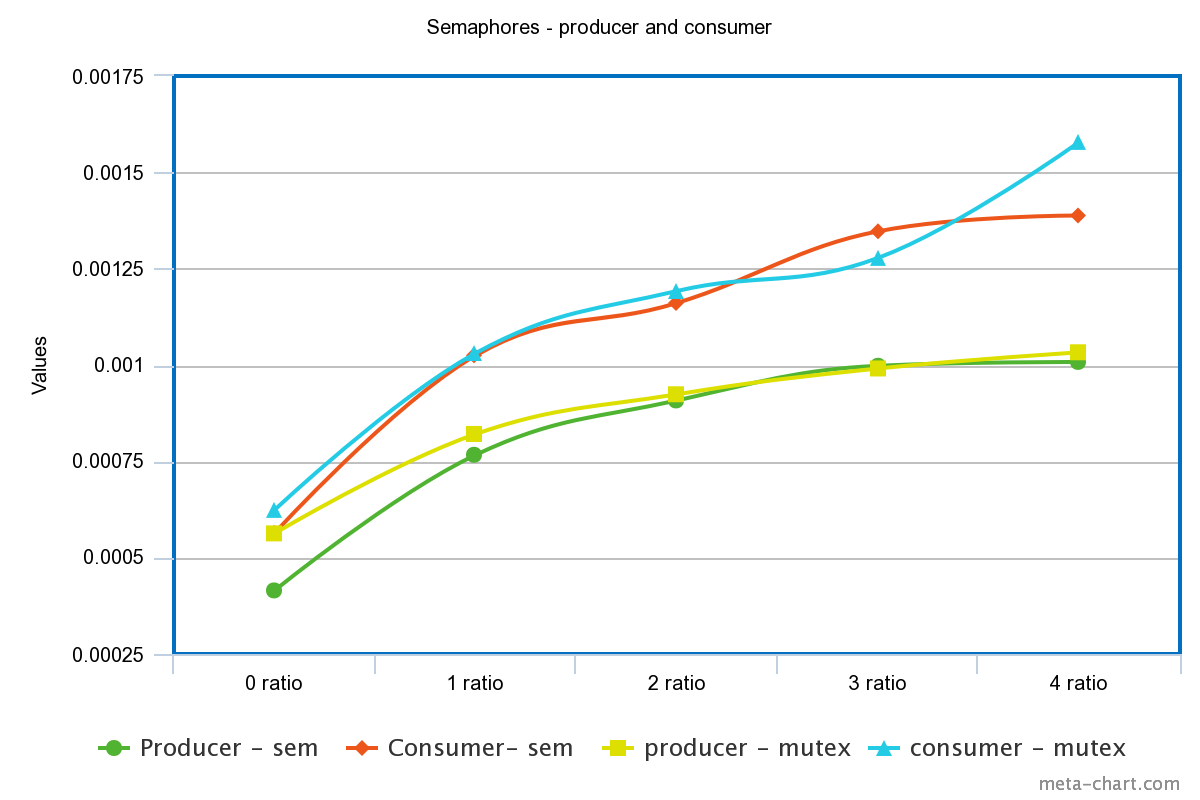 Semaphores - producer and consumer
0.00175
0.0015
0.00125
0.001
0.00075
0.0005
0.00025
Values
0 ratio
1 ratio
2 ratio
3 ratio
4 ratio
Producer - sem
Consumer- sem
producer - mutex
consumer - mutex
meta-chart.com